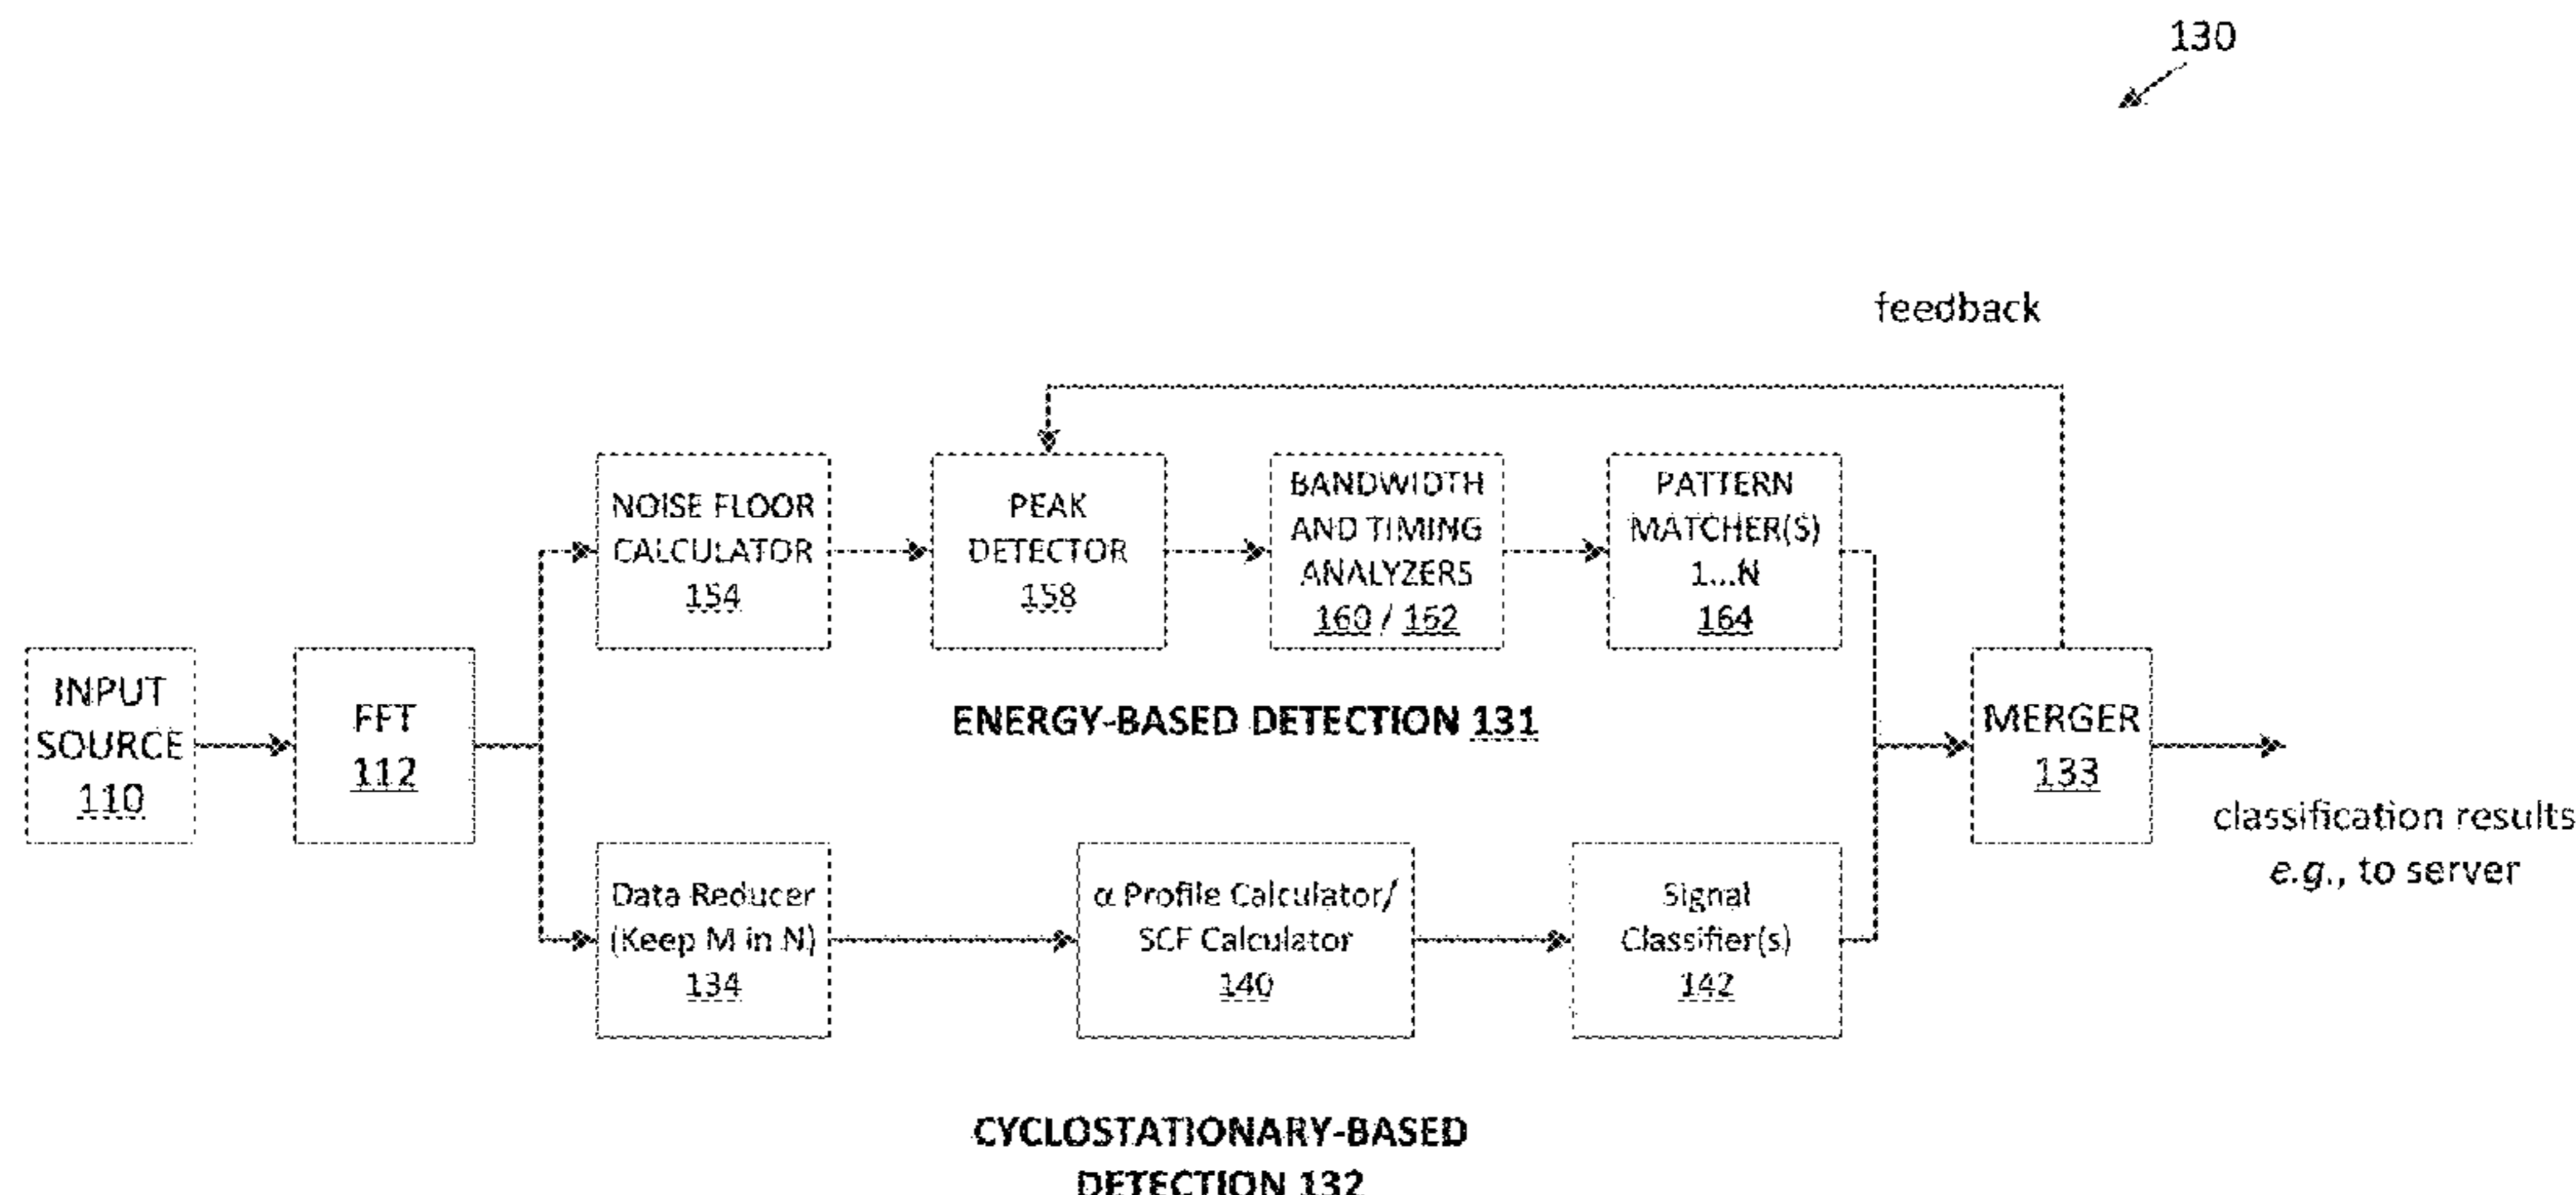 130
feedback
NOISE FLOOR
CALCULATOR
154
PEAK
DETECTOR
158
BANDWIDTH
AND TIMING
ANALYZERS
160 / 162
PATTERN
MATCHER(S)
1...N
164
INPUT
SOURCE
110
FFT
112
ENERGY-BASED DETECTION 131
MERGER
133
classification results
e.g., to server
Data Reducer
(Keep M in N)
134
α Profile Calculator/
SCF Calculator
140
Signal
Classifier(s)
142
CYCLOSTATIONARY-BASED
DETECTION 132